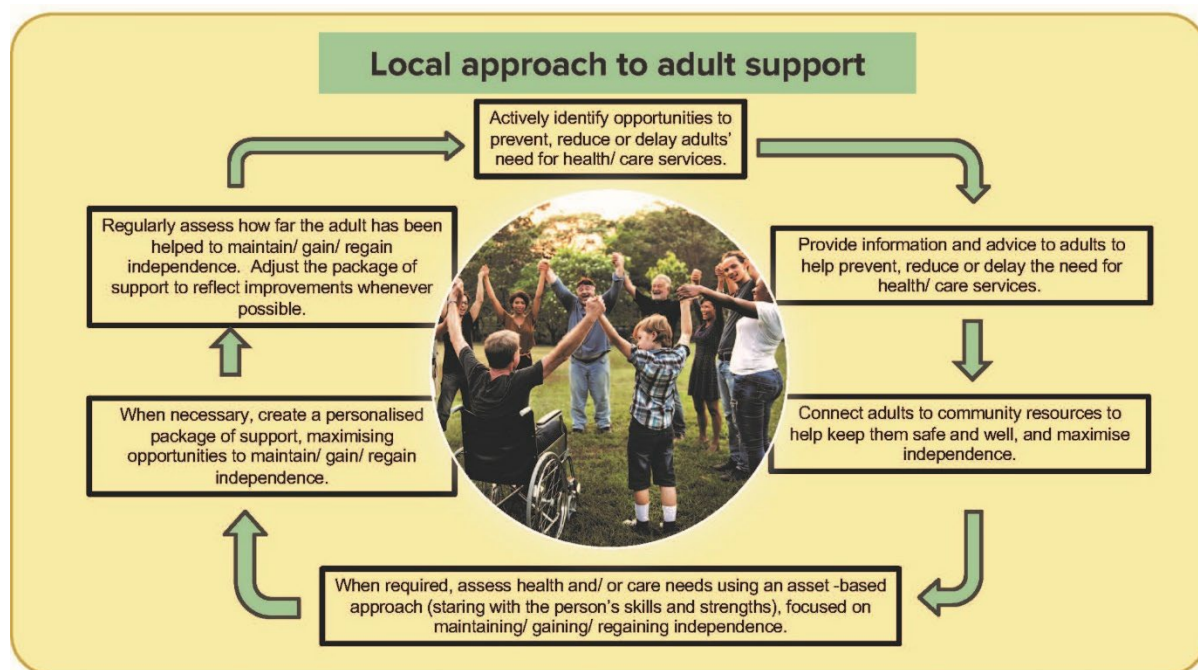 Local approach to adult support
Actively identify opportunities to
prevent, reduce or delay adults'
need for health/ care services.
Provide information and advice to adults to
help prevent, reduce or delay the need for
health/ care services.
Connect adults to community resources to
help keep them safe and well, and maximise
independence.
When required, assess health and/ or care needs using an asset -based
approach (staring with the person's skills and strengths), focused on
maintaining/ gaining/ regaining independence.
When necessary, create a personalised
package of support, maximising
opportunities to maintain/ gain/ regain
independence.
Regularly assess how far the adult has been
helped to maintain/ gain/ regain
independence. Adjust the package of
support to reflect improvements whenever
possible.